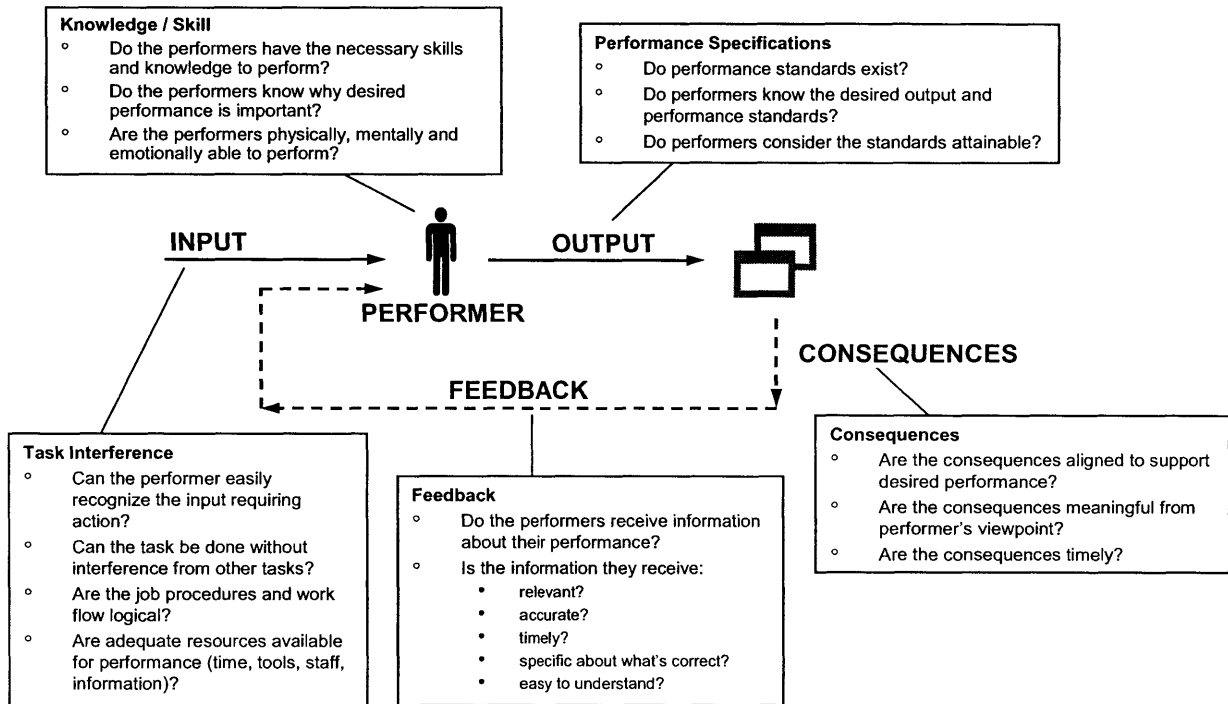 Knowledge / Skill
° Do the performers have the necessary skills
and knowledge to perform?
° Do the performers know why desired
performance is important?
° Are the performers physically, mentally and
emotionally able to perform?
Performance Specifications
° Do performance standards exist?
° Do performers know the desired output and
performance standards?
° Do performers consider the standards attainable?
INPUT
OUTPUT
PERFORMER
CONSEQUENCES
FEEDBACK
Task Interference
° Can the performer easily
recognize the input requiring
action?
° Can the task be done without
interference from other tasks?
° Are the job procedures and work
flow logical?
° Are adequate resources available
for performance (time, tools, staff,
information)?
Feedback
° Do the performers receive information
about their performance?
° Is the information they receive:
• relevant?
• accurate?
• timely?
• specific about what's correct?
• easy to understand?
Consequences
° Are the consequences aligned to support
desired performance?
° Are the consequences meaningful from
performer's viewpoint?
° Are the consequences timely?